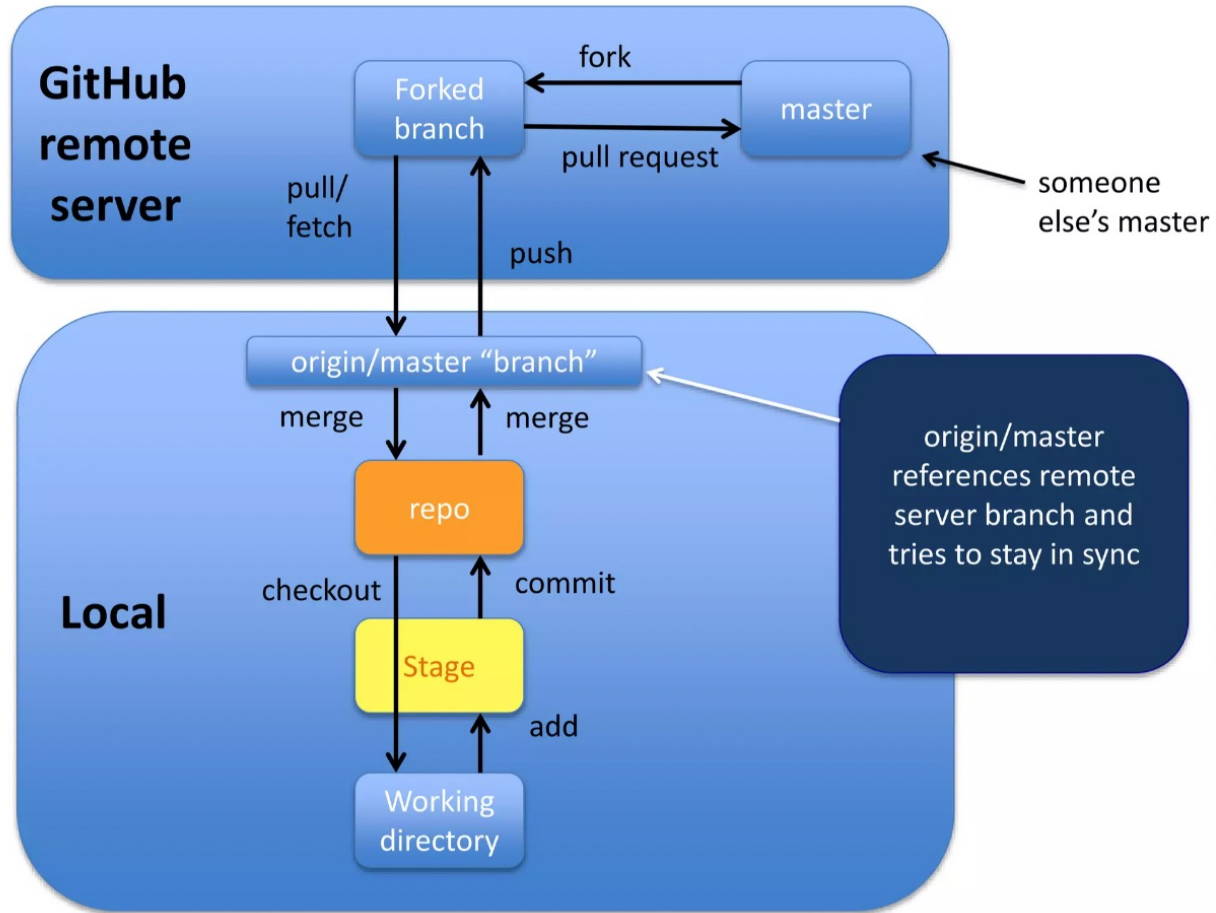 GitHub
remote
server
fork
Forked
branch
master
pull request
someone
else's master
pull/
fetch
push
origin/master “branch”
merge
merge
origin/master
references remote
server branch and
tries to stay in sync
repo
checkout
commit
Local
Stage
add
Working
directory